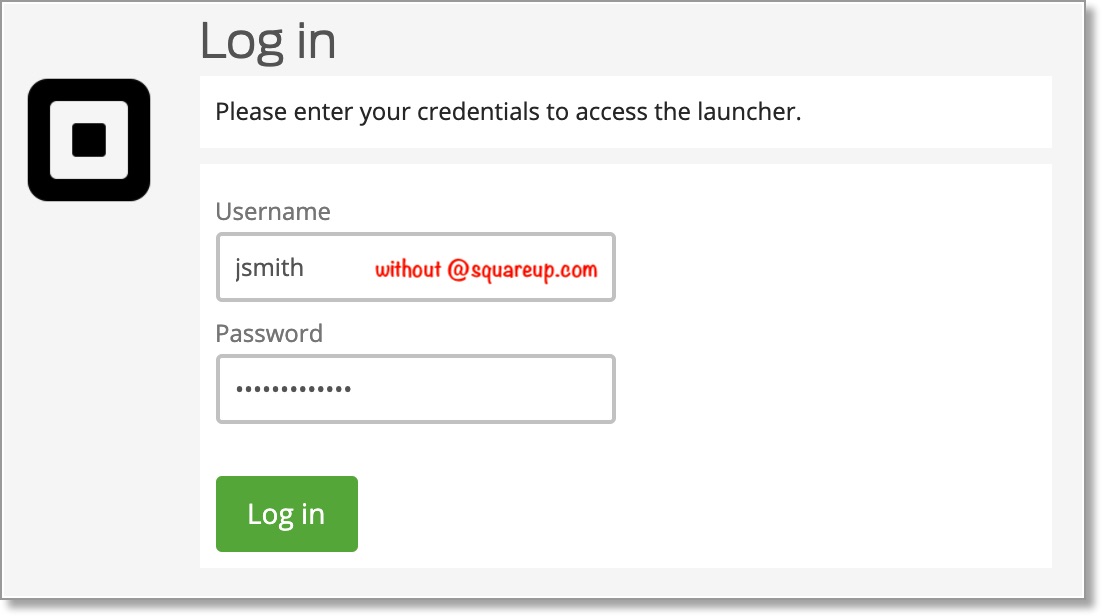 Log in
Please enter your credentials to access the launcher.
Username
jsmith without @squareup.com
Password
•••••••••••••
Log in